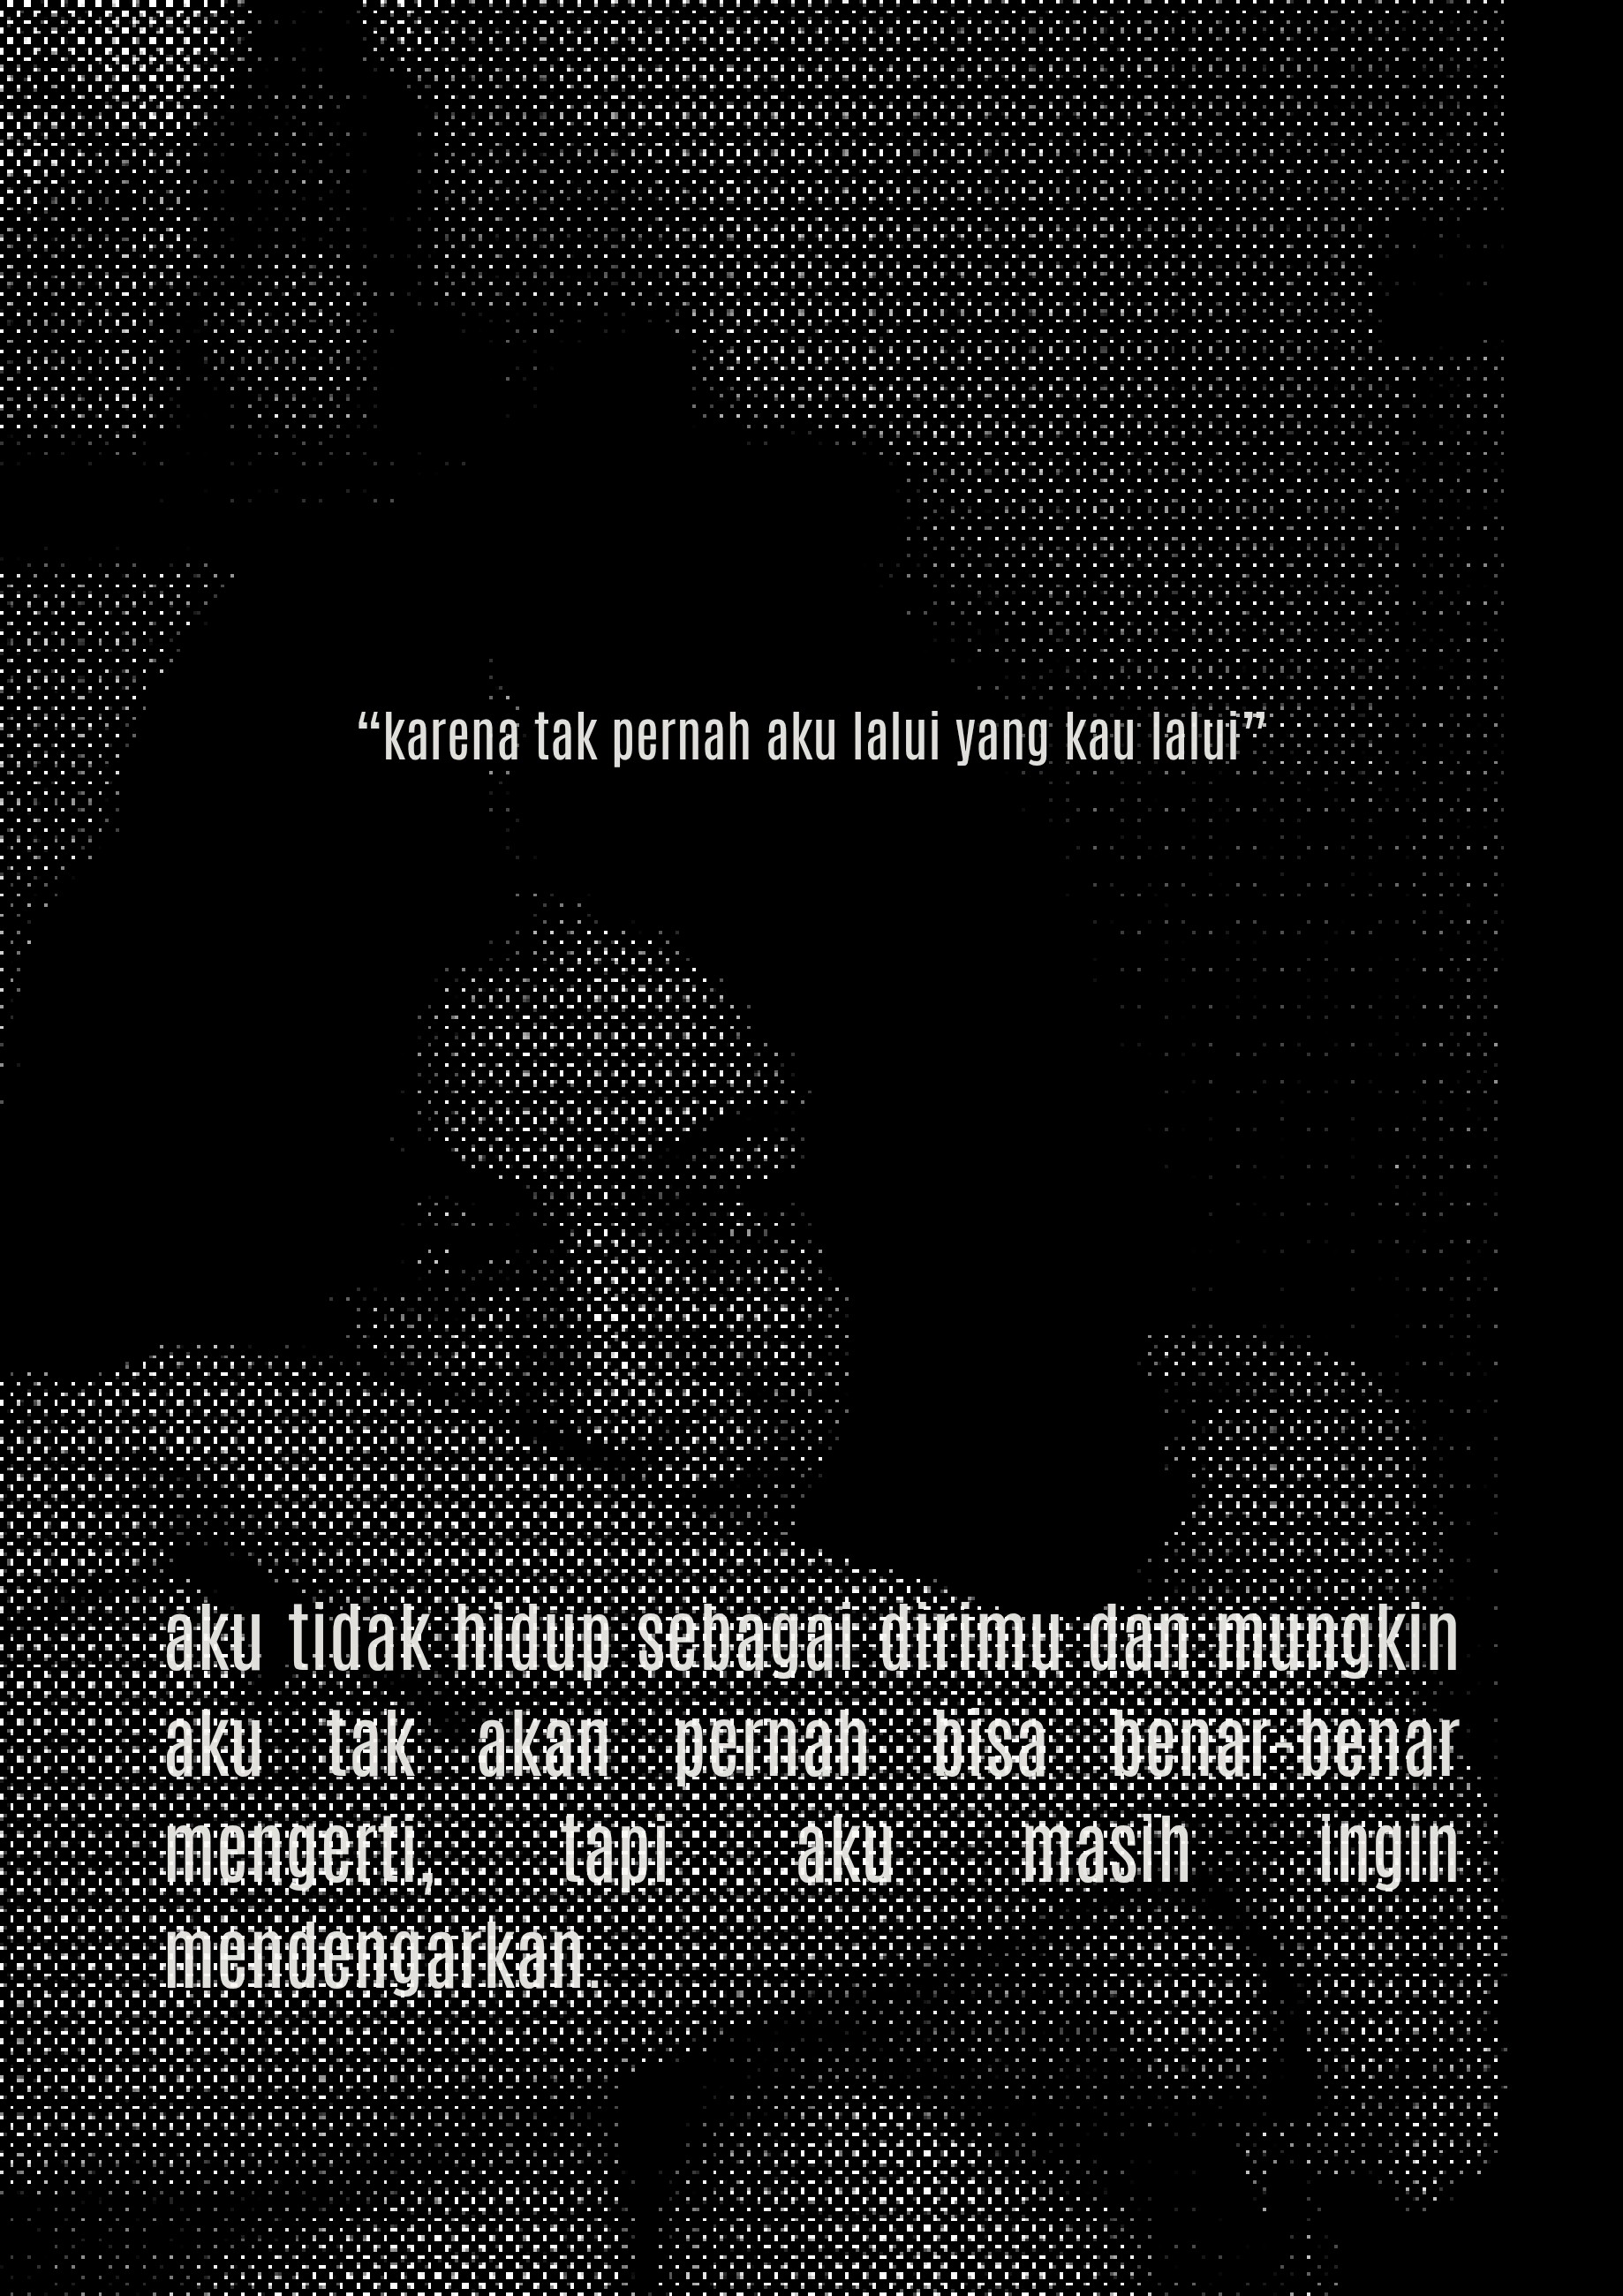 “karena tak pernah aku lalui yang kau lalui”
aku tidak hidup sebagai dirimu dan mungkin
aku tak akan pernah bisa benar-benar
mengerti, tapi aku masih ingin
mendengarkan.